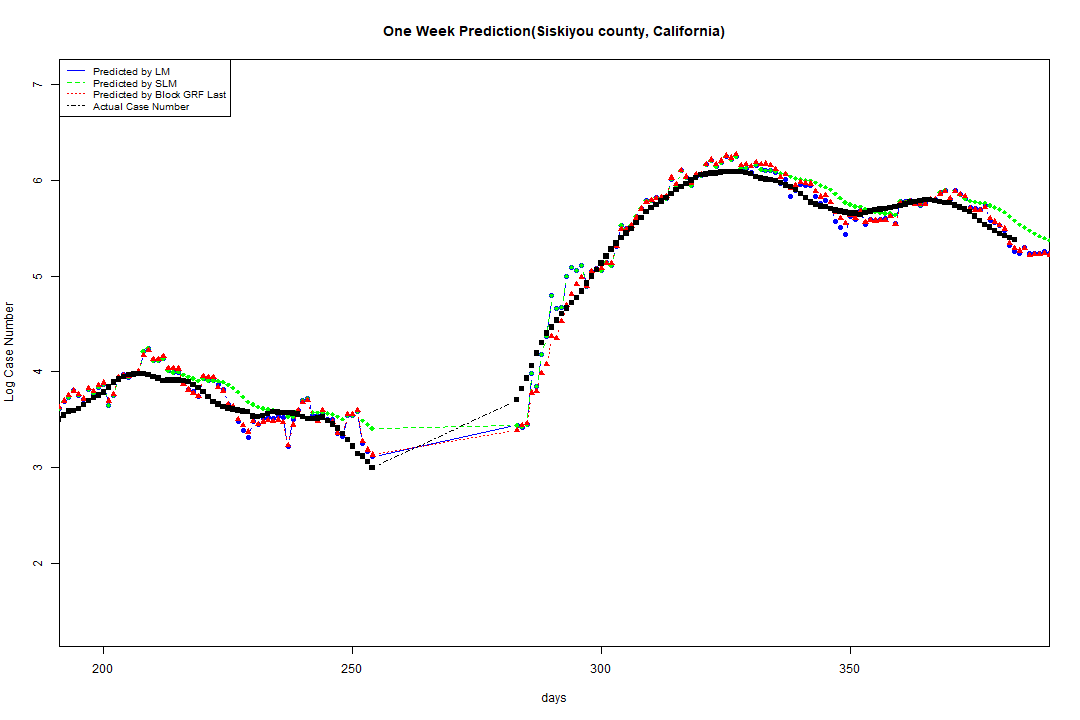 One Week Prediction(Siskiyou county, California)
Predicted by LM
Predicted by SLM
Predicted by Block GRF Last
Actual Case Number
7
6
5
4
3
2
Log Case Number
200 250 300 350
days